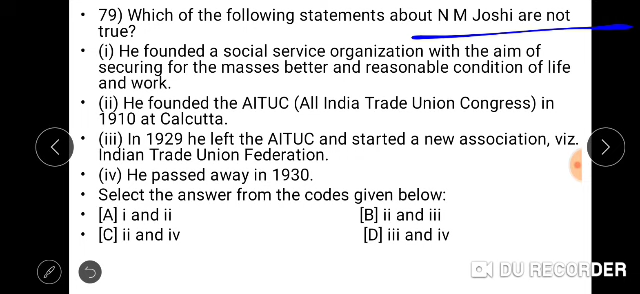 79) Which of the following statements about N M Joshi are not
true?
(i) He founded a social service organization with the aim of
securing for the masses better and reasonable condition of life
and work.
(ii) He founded the AITUC (All India Trade Union Congress) in
1910 at Calcutta.
(iii) In 1929 he left the AITUC and started a new association, viz.
Indian Trade Union Federation.
(iv) He passed away in 1930.
Select the answer from the codes given below:
[A] i and ii [B] ii and iii
[C] ii and iv [D] iii and iv
DU RECORDER